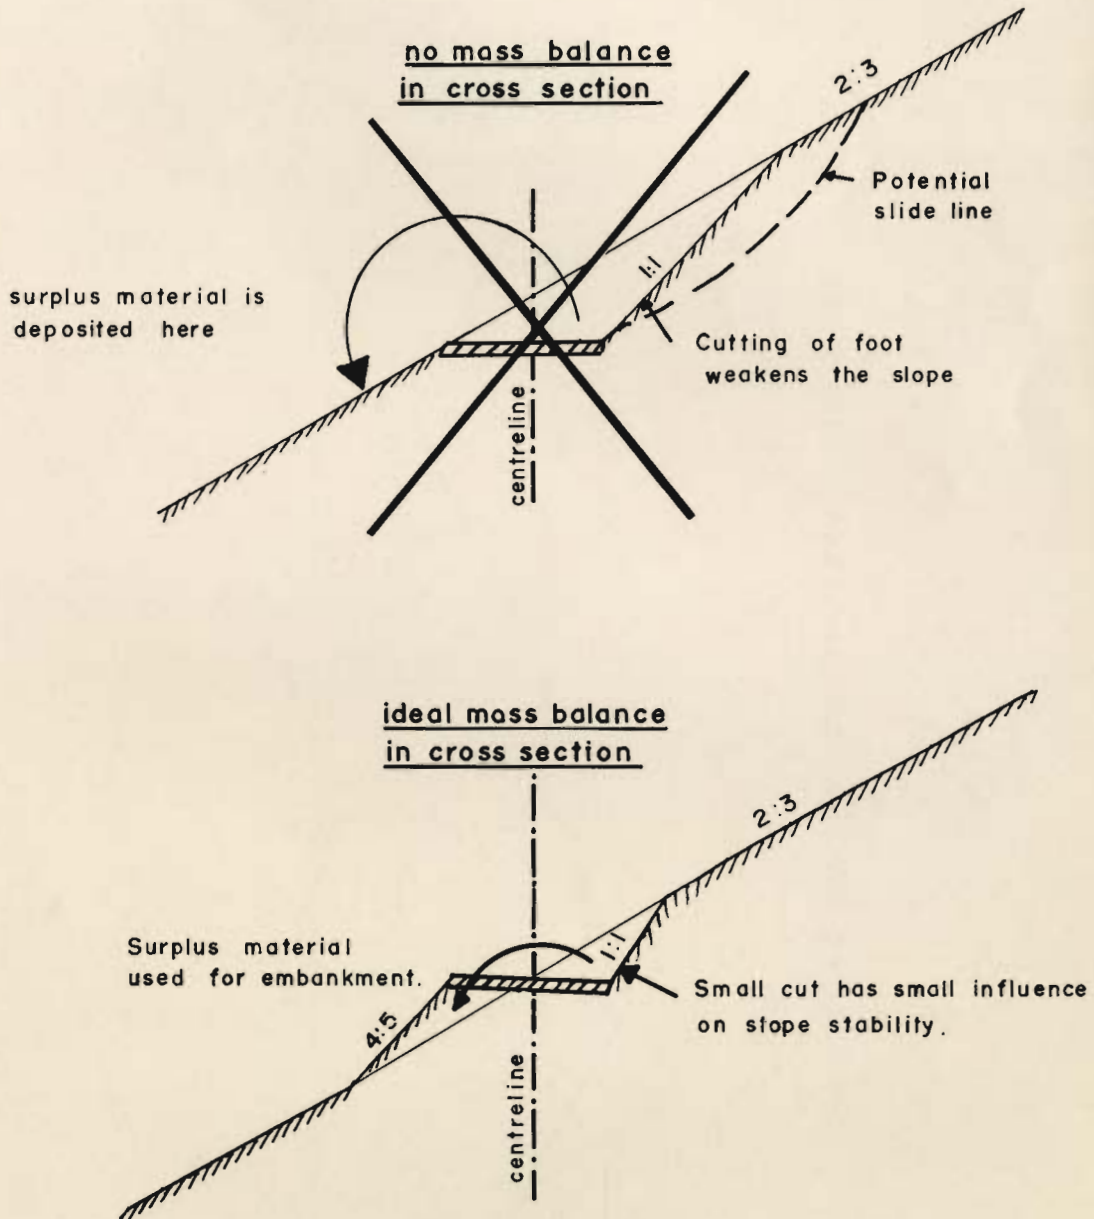 no mass balance
in cross section
2:3
Potential
slide line
1:1
surplus material is
deposited here
Cutting of foot
weakens the slope
centreline
ideal mass balance
in cross section
2:3
Surplus material
used for embankment.
1:1
4:5
Small cut has small influence
on slope stability.
centreline